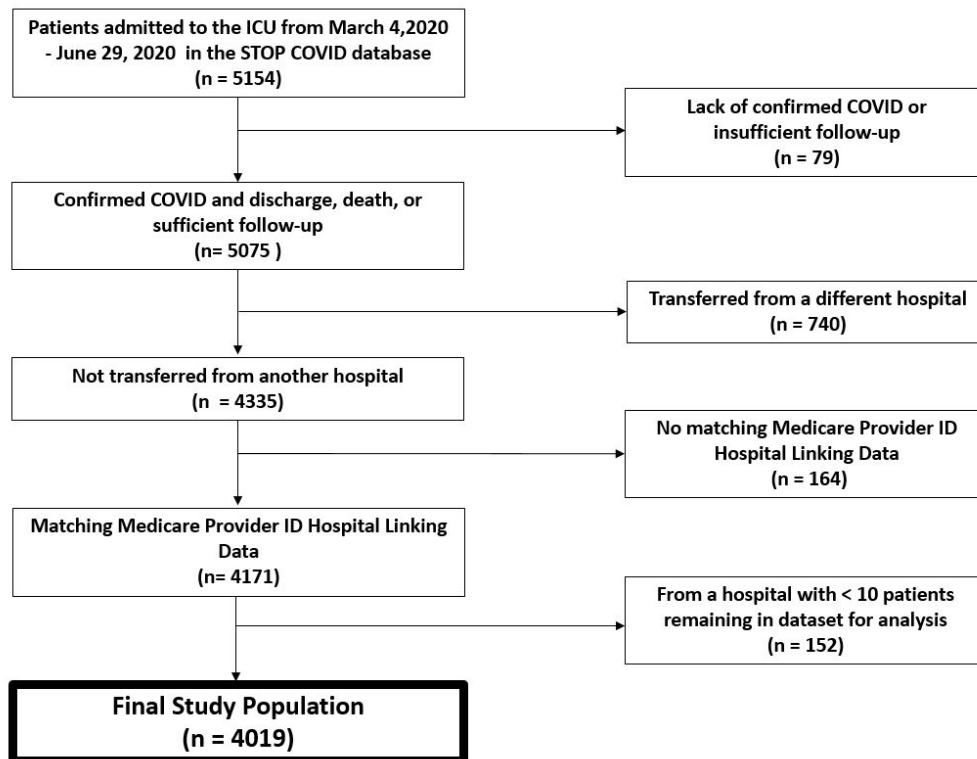 Patients admitted to the ICU from March 4,2020
- June 29, 2020 in the STOP COVID database
(n = 5154)
Lack of confirmed COVID or
insufficient follow-up
(n = 79)
Confirmed COVID and discharge, death, or
sufficient follow-up
(n= 5075 )
Transferred from a different hospital
(n = 740)
Not transferred from another hospital
(n = 4335)
No matching Medicare Provider ID
Hospital Linking Data
(n = 164)
Matching Medicare Provider ID Hospital Linking
Data
(n= 4171)
From a hospital with < 10 patients
remaining in dataset for analysis
(n = 152)
Final Study Population
(n = 4019)